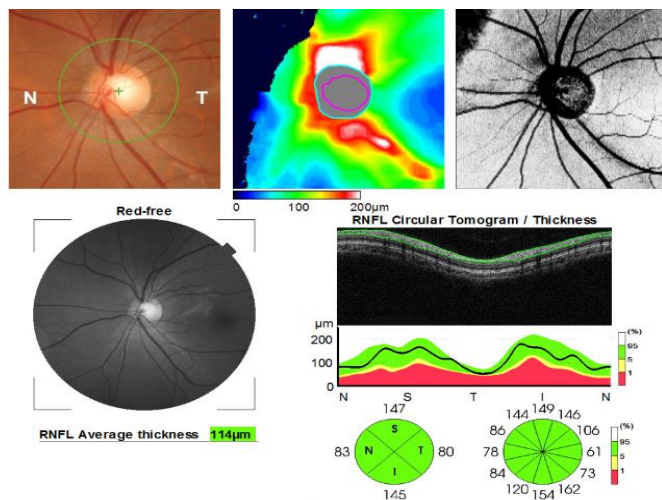 N T
0 100 200µm
Red-free
RNFL Circular Tomogram / Thickness
µm
200
100
0
N S T I N
(%)
95
5
1
RNFL Average thickness 114µm
147
83 N S T I 80
145
149
144 146
86 106
78 61
84 73
120 162
154
(%)
95
5
1